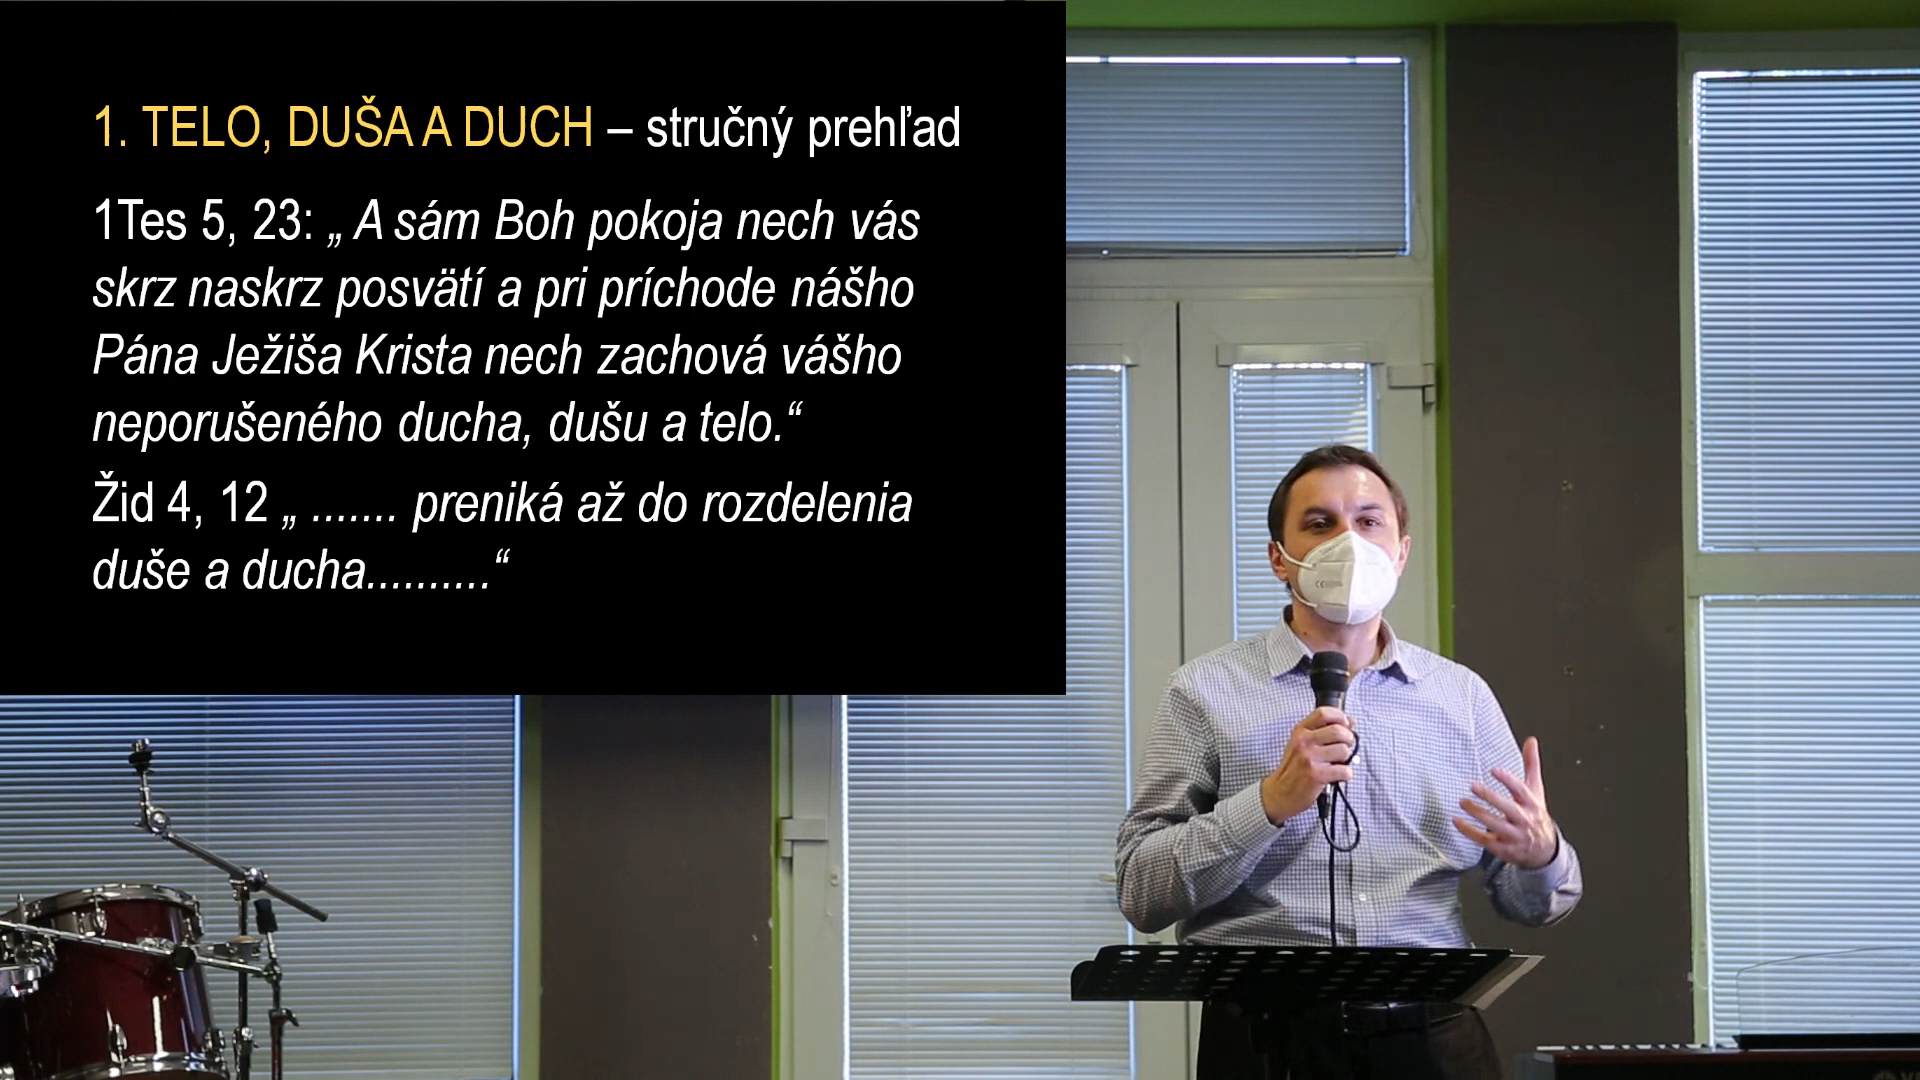 1. TELO, DUŠA A DUCH – stručný prehľad
1Tes 5, 23: „ A sám Boh pokoja nech vás
skrz naskrz posvätí a pri príchode nášho
Pána Ježiša Krista nech zachová vášho
neporušeného ducha, dušu a telo.“
Žid 4, 12 „ ....... preniká až do rozdelenia
duše a ducha..........“